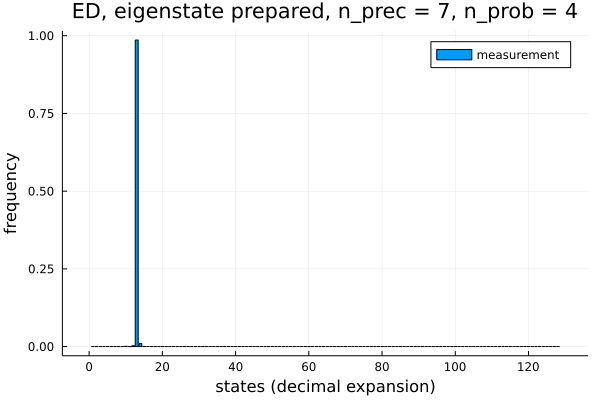 ED, eigenstate prepared, n_prec = 7, n_prob = 4
measurement
1.00
0.75
0.50
0.25
0.00
frequency
0 20 40 60 80 100 120
states (decimal expansion)